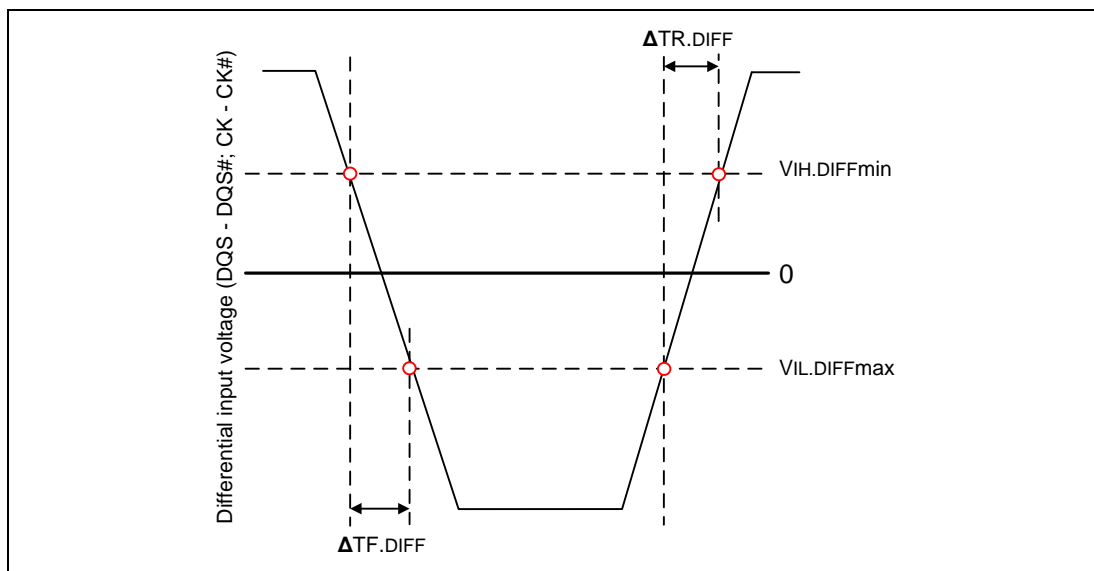 Differential input voltage (DQS - DQS#; CK - CK#)
ΔTR.DIFF
VIH.DIFFmin
0
VIL.DIFFmax
ΔTF.DIFF